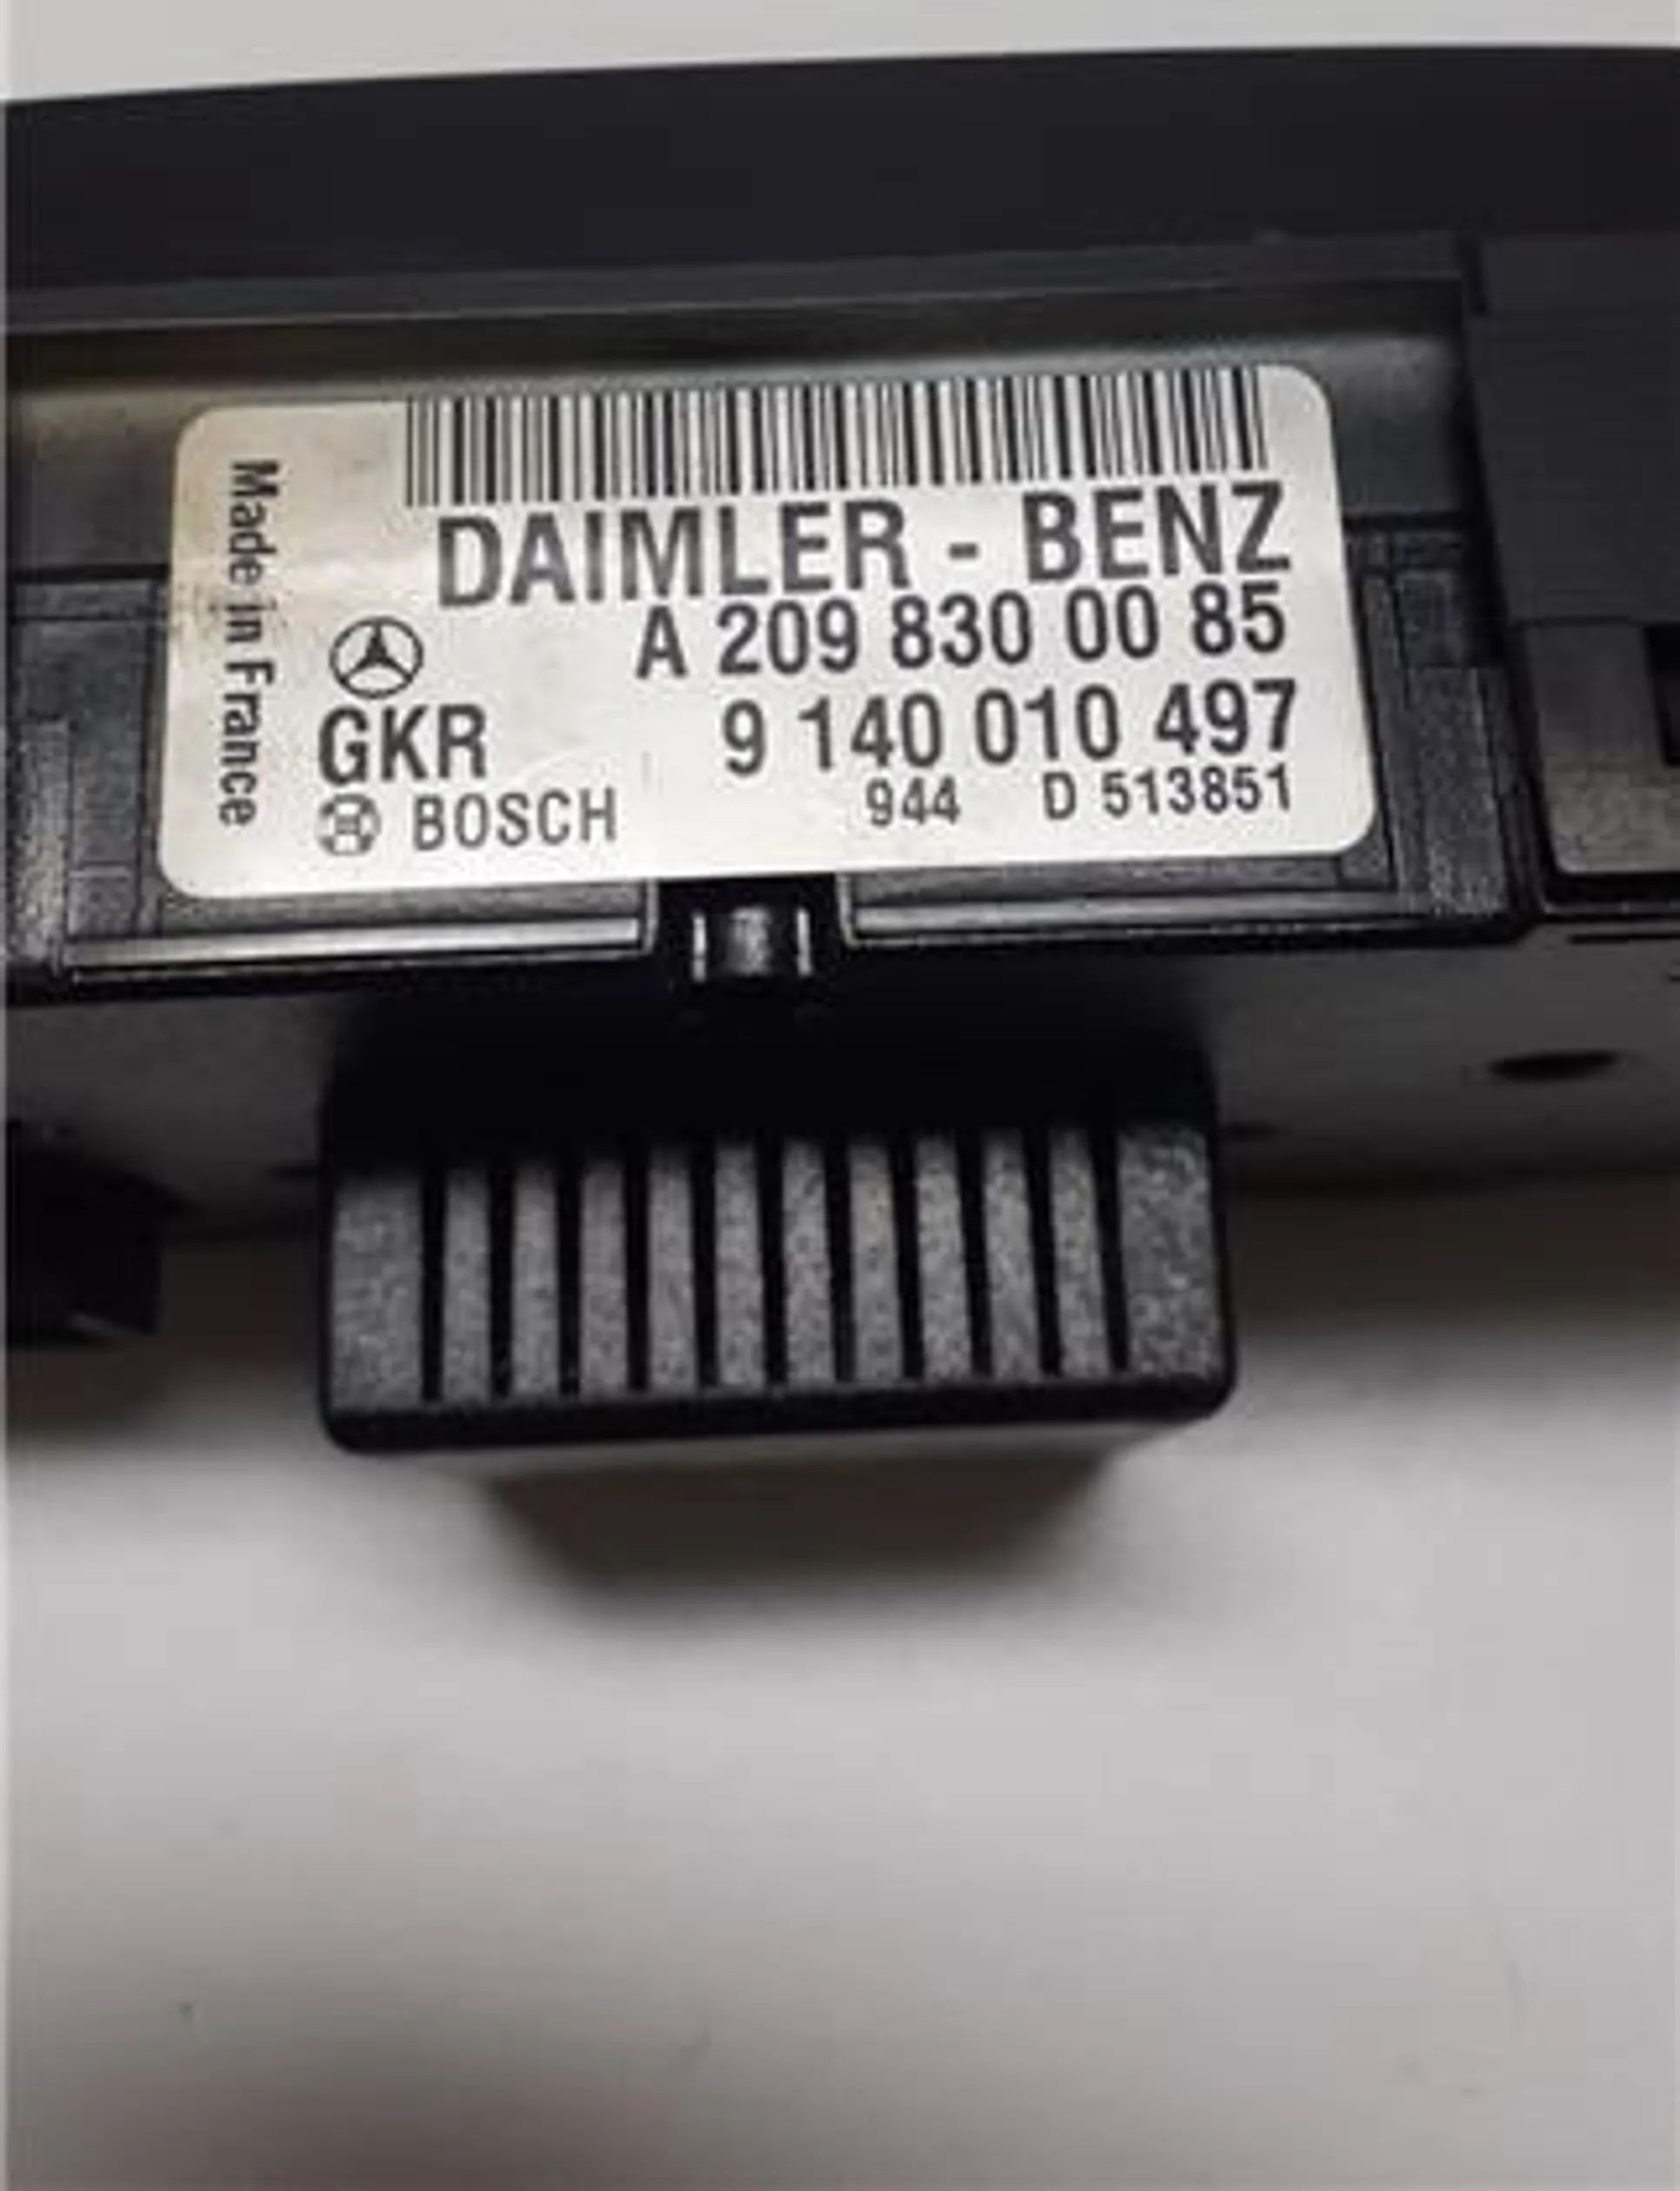 DAIMLER - BENZ
A 209 830 00 85
GKR 9 140 010 497
BOSCH 944 D 513851
Made in France